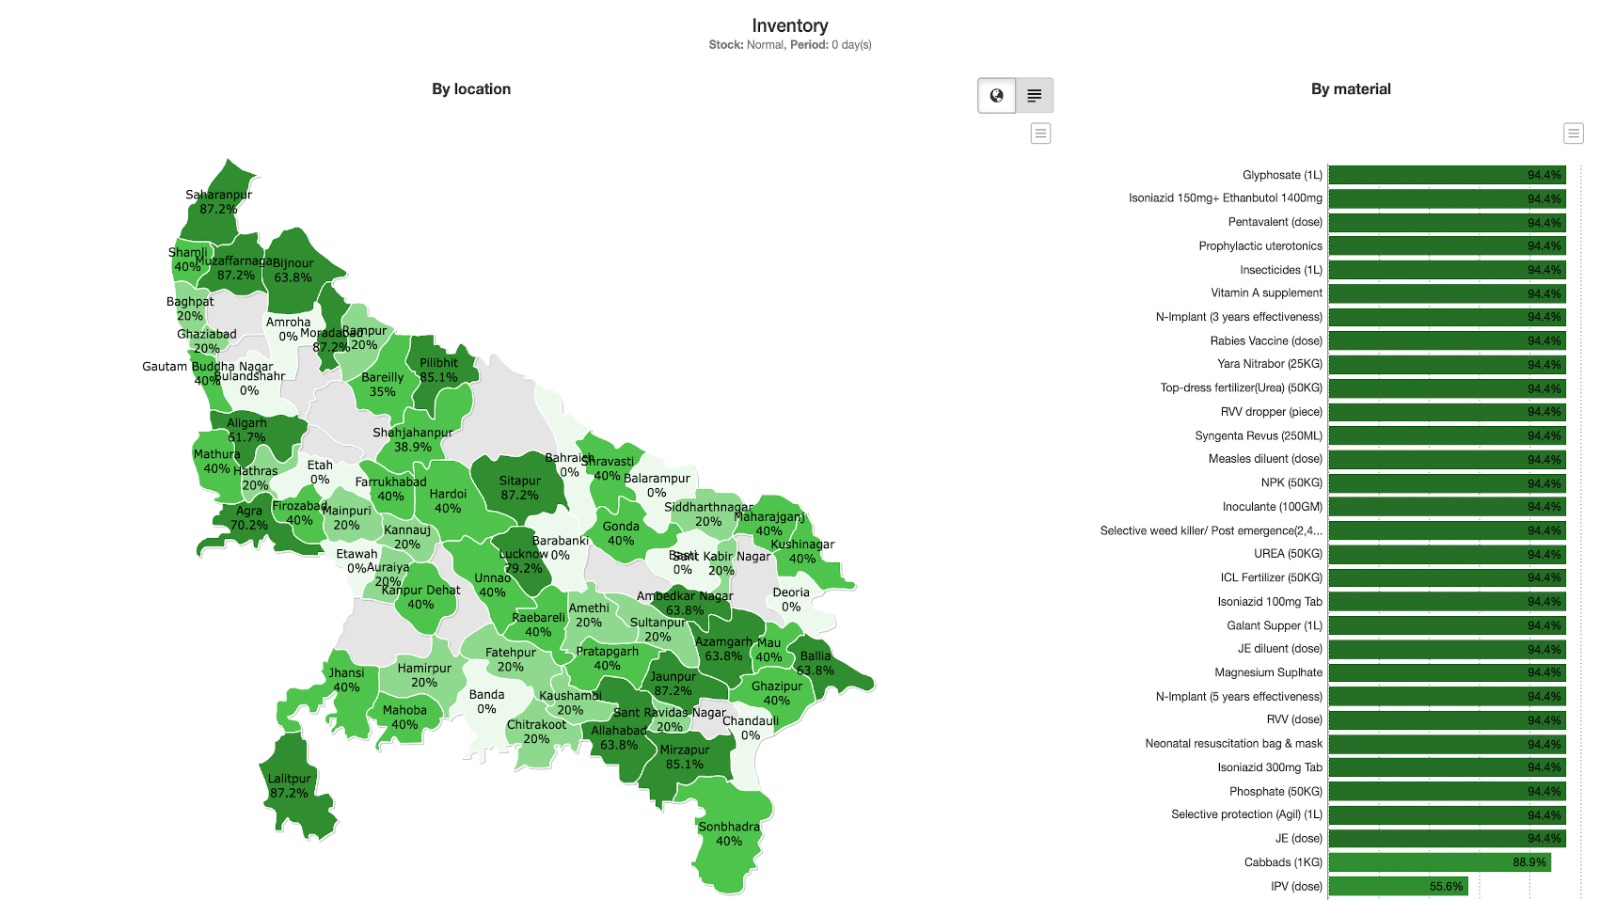 Inventory
Stock: Normal, Period: 0 day(s)
By location
By material
Saharanpur
87.2%
Shamli
40%
Muzaffarnagar
87.2%
Bijnour
63.8%
Baghpat
20%
Amroha
0%
Moradabad
87.2%
Rampur
20%
Ghaziabad
20%
Gautam Buddha Nagar
40%
Bulandshahr
0%
Bareilly
35%
Pilibhit
85.1%
Aligarh
61.7%
Shahjahanpur
38.9%
Mathura
40%
Hathras
20%
Etah
0%
Farrukhabad
40%
Hardoi
40%
Sitapur
87.2%
Bahraich
0%
Shravasti
40%
Balarampur
0%
Agra
70.2%
Firozabad
40%
Mainpuri
20%
Kannauj
20%
Siddharthnagar
20%
Maharajganj
40%
Gonda
40%
Kushinagar
40%
Etawah
0%
Auraiya
20%
Kanpur Dehat
40%
Unnao
40%
Lucknow
79.2%
Barabanki
0%
Basti
0%
Sant Kabir Nagar
20%
Deoria
0%
Ambedkar Nagar
63.8%
Raebareli
40%
Amethi
20%
Sultanpur
20%
Azamgarh
63.8%
Mau
40%
Ballia
63.8%
Jhansi
40%
Hamirpur
20%
Fatehpur
20%
Pratapgarh
40%
Jaunpur
87.2%
Ghazipur
40%
Mahoba
40%
Banda
0%
Kaushambi
20%
Chitrakoot
20%
Allahabad
63.8%
Sant Ravidas Nagar
20%
Chandauli
0%
Mirzapur
85.1%
Lalitpur
87.2%
Sonbhadra
40%
Glyphosate (1L) 94.4%
Isoniazid 150mg+ Ethanbutol 1400mg 94.4%
Pentavalent (dose) 94.4%
Prophylactic uterotonics 94.4%
Insecticides (1L) 94.4%
Vitamin A supplement 94.4%
N-Implant (3 years effectiveness) 94.4%
Rabies Vaccine (dose) 94.4%
Yara Nitrabor (25KG) 94.4%
Top-dress fertilizer(Urea) (50KG) 94.4%
RVV dropper (piece) 94.4%
Syngenta Revus (250ML) 94.4%
Measles diluent (dose) 94.4%
NPK (50KG) 94.4%
Inoculante (100GM) 94.4%
Selective weed killer/ Post emergence(2,4... 94.4%
UREA (50KG) 94.4%
ICL Fertilizer (50KG) 94.4%
Isoniazid 100mg Tab 94.4%
Galant Supper (1L) 94.4%
JE diluent (dose) 94.4%
Magnesium Suplhate 94.4%
N-Implant (5 years effectiveness) 94.4%
RVV (dose) 94.4%
Neonatal resuscitation bag & mask 94.4%
Isoniazid 300mg Tab 94.4%
Phosphate (50KG) 94.4%
Selective protection (Agil) (1L) 94.4%
JE (dose) 94.4%
Cabbads (1KG) 88.9%
IPV (dose) 55.6%